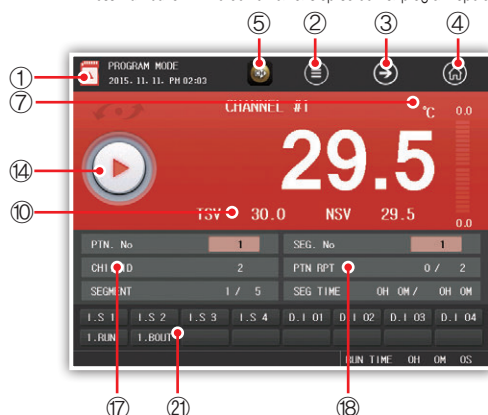 ⑤ ② ③ ④
① PROGRAM MODE
2015. 11. 11. PM 02:03
⑦ CHANNEL #1 ℃ 0.0
⑭ 29.5
⑩ TSV 30.0 NSV 29.5 0.0
PTN. No 1 SEG. No 1
2 PTN RPT 0 / 2
SEGMENT 1 / 5 SEG TIME 0H 0M / 0H 0M
I.S 1 I.S 2 I.S 3 I.S 4 D.I 01 D.I 02 D.I 03 D.I 04
I.RUN I.BOUT
RUN TIME 0H 0M 0S
⑰ ㉑ ⑱